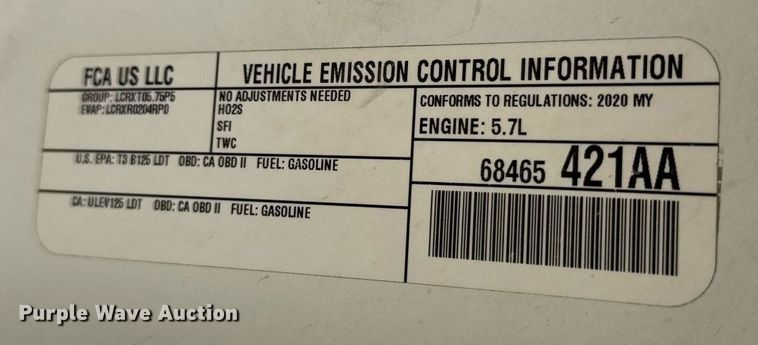 FCA US LLC
VEHICLE EMISSION CONTROL INFORMATION
GROUP: LCRXT05.75P5
EVAP: LCRXR0204RP0
NO ADJUSTMENTS NEEDED
HO2S
SFI
TWC
CONFORMS TO REGULATIONS: 2020 MY
ENGINE: 5.7L
U.S. EPA: T3 B125 LDT OBD: CA OBD II FUEL: GASOLINE
CA: ULEV125 LDT OBD: CA OBD II FUEL: GASOLINE
68465 421AA
Purple Wave Auction